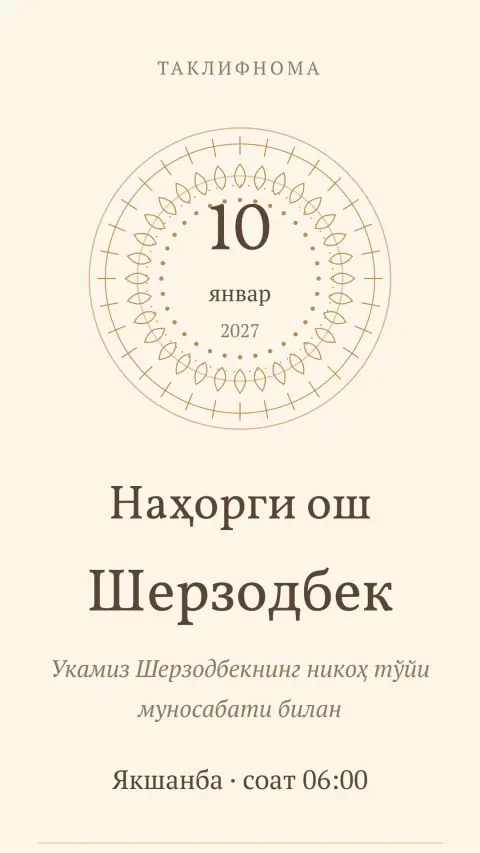 ТАКЛИФНОМА
10
январ
2027
Наҳорги ош
Шерзодбек
Укамиз Шерзодбекнинг никоҳ тўйи
муносабати билан
Якшанба · соат 06:00